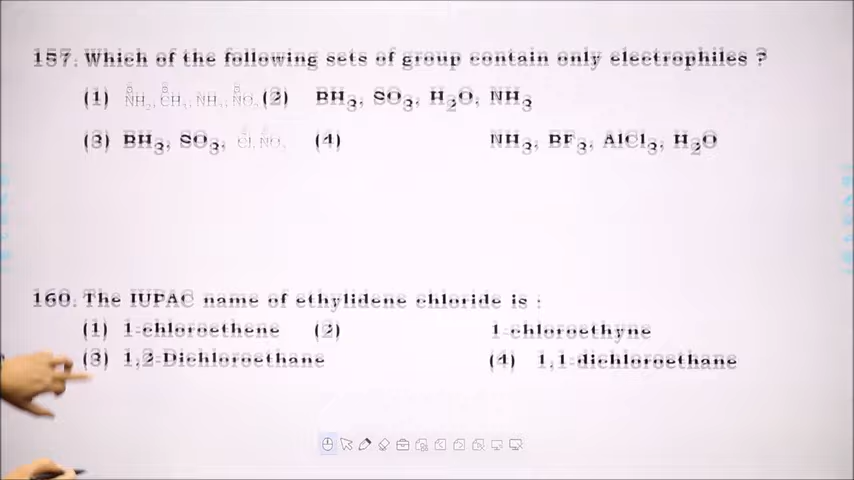 157. Which of the following sets of group contain only electrophiles ?
(1) (2) BH3, SO3, H2O, NH3
(3) BH3, SO3, (4) NH3, BF3, AlCl3, H2O
160. The IUPAC name of ethylidene chloride is :
(1) 1-chloroethene (2) 1-chloroethyne
(3) 1,2-Dichloroethane (4) 1,1-dichloroethane